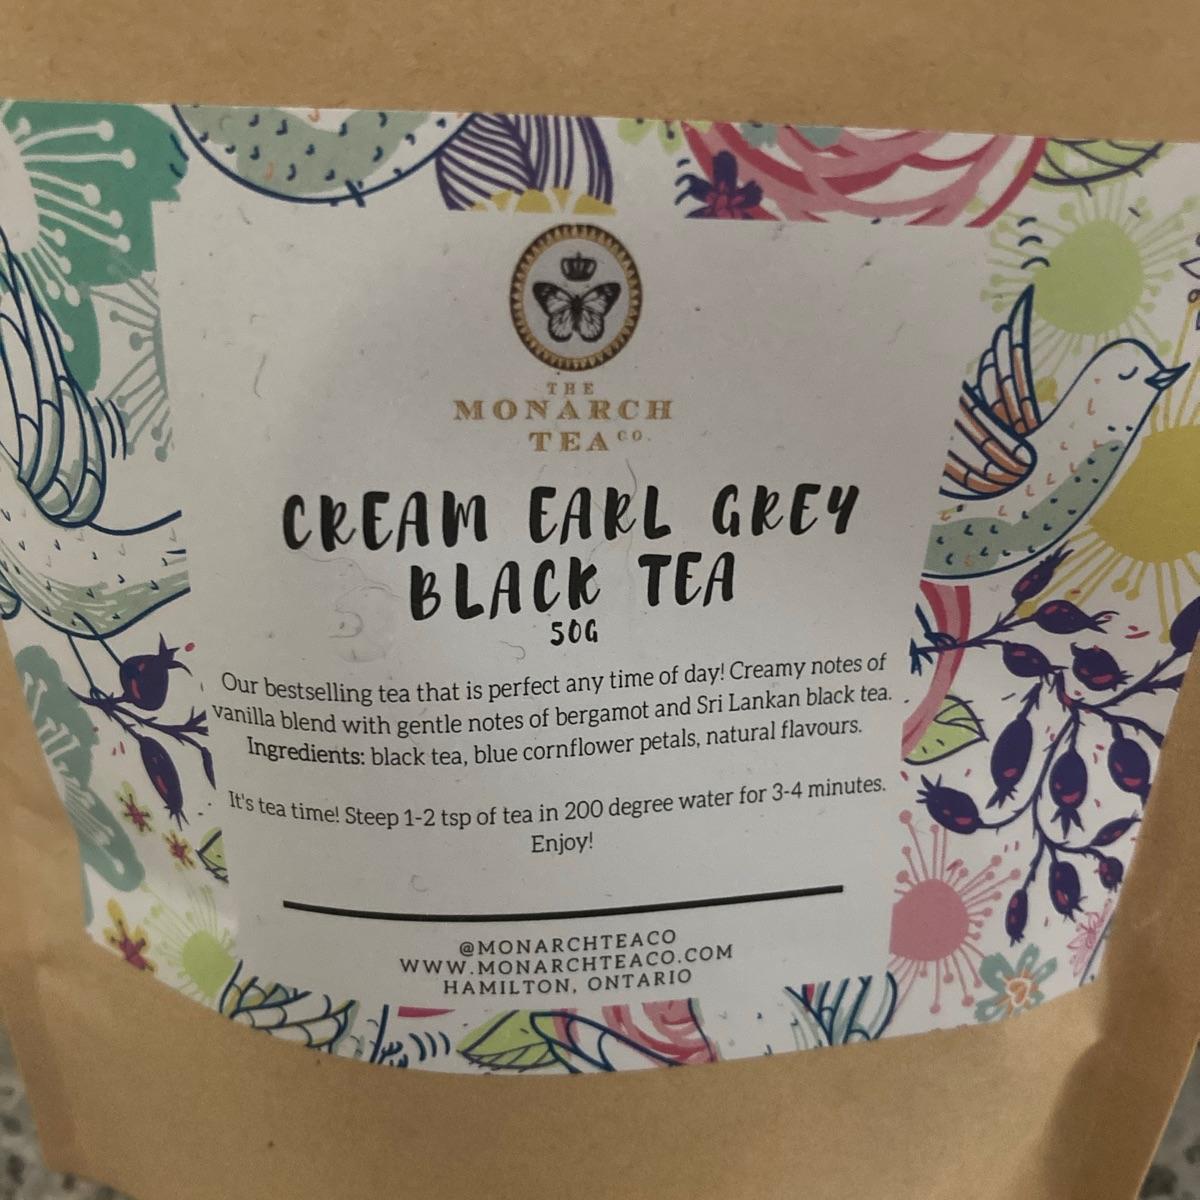 THE
MONARCH
TEA CO.
CREAM EARL GREY
BLACK TEA
50G
Our bestselling tea that is perfect any time of day! Creamy notes of
vanilla blend with gentle notes of bergamot and Sri Lankan black tea.
Ingredients: black tea, blue cornflower petals, natural flavours.
It's tea time! Steep 1-2 tsp of tea in 200 degree water for 3-4 minutes.
Enjoy!
@MONARCHTEACO
WWW.MONARCHTEACO.COM
HAMILTON, ONTARIO